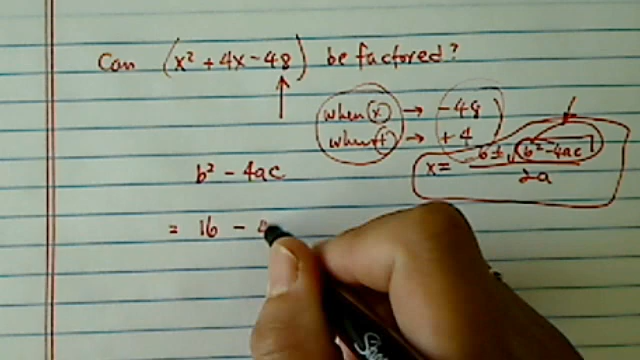 Can (x² + 4x - 48) be factored?
when (x) → -48
when (+) → + 4
b² - 4ac
x = -b ± √b² - 4ac
2a
= 16 - 4